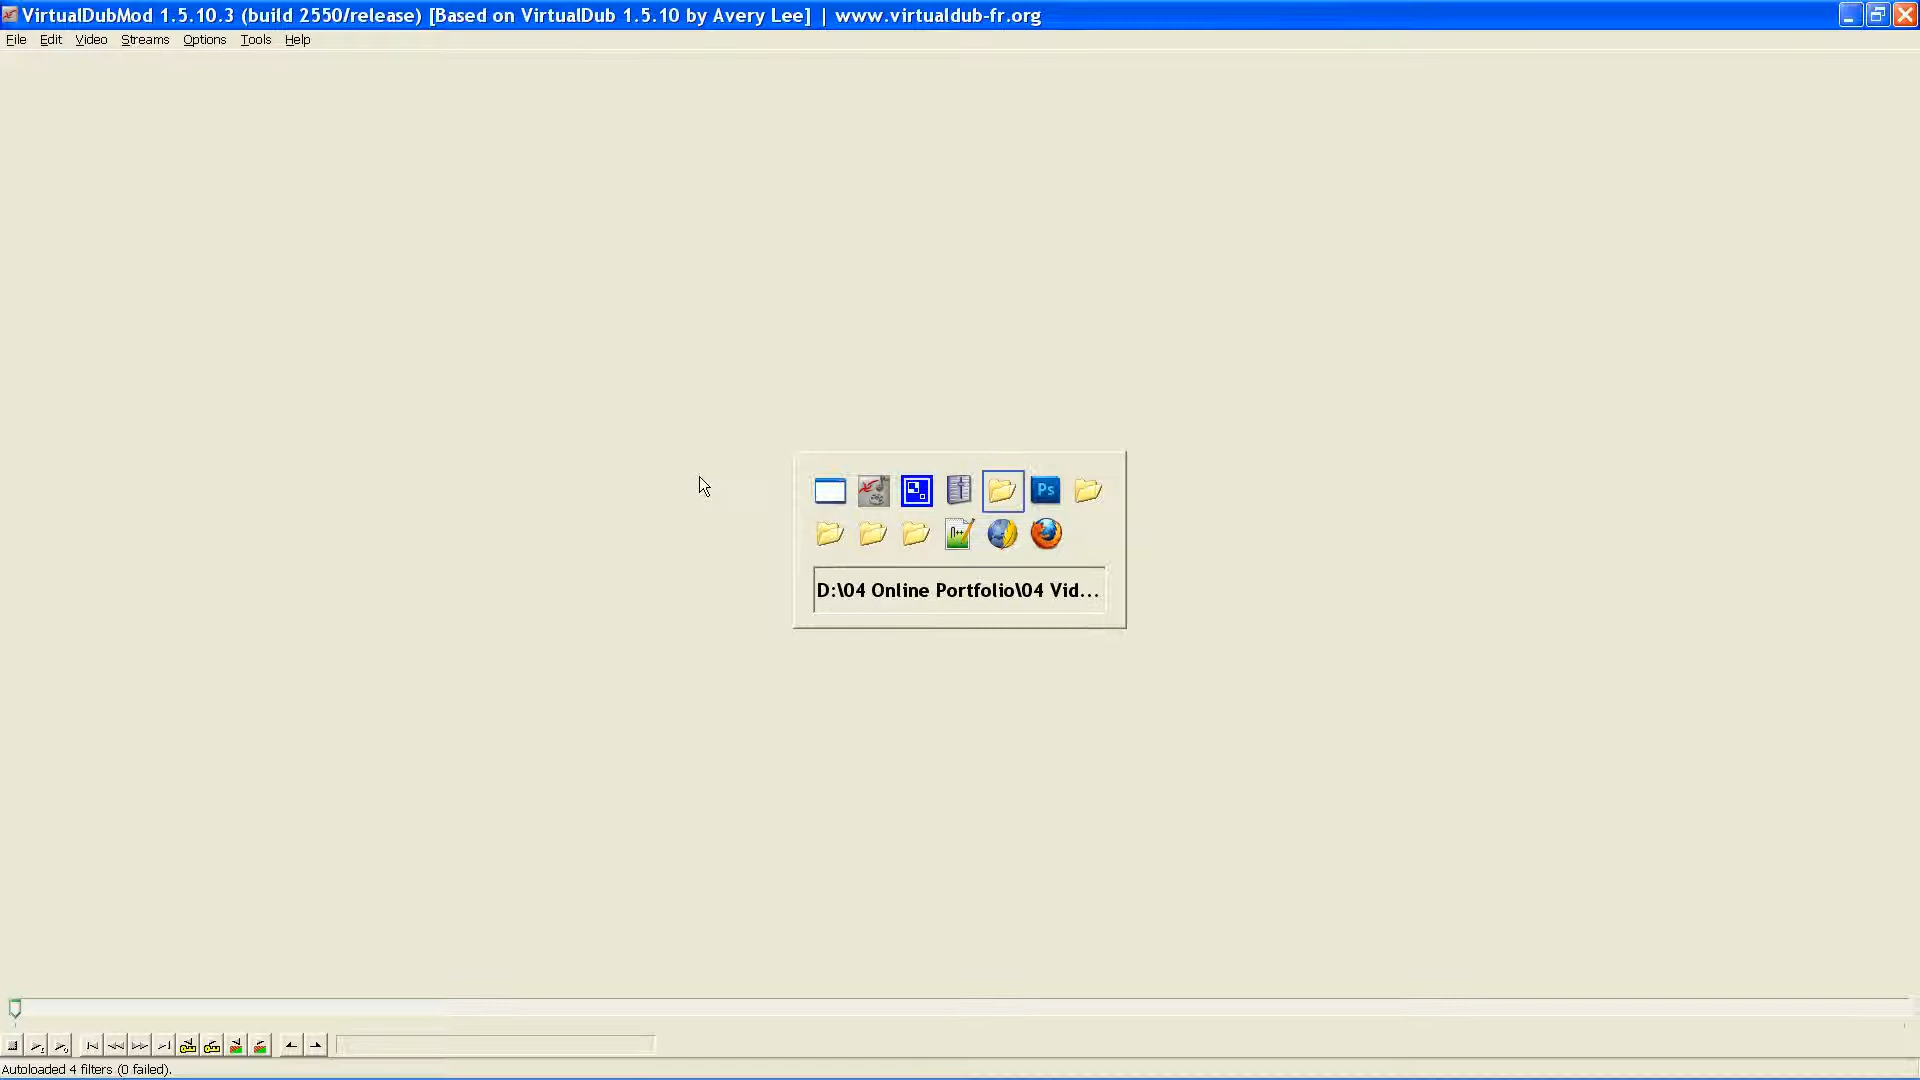 VirtualDubMod 1.5.10.3 (build 2550/release) [Based on VirtualDub 1.5.10 by Avery Lee] | www.virtualdub-fr.org
File Edit Video Streams Options Tools Help
Ps
D:\04 Online Portfolio\04 Vid...
Autoloaded 4 filters (0 failed).